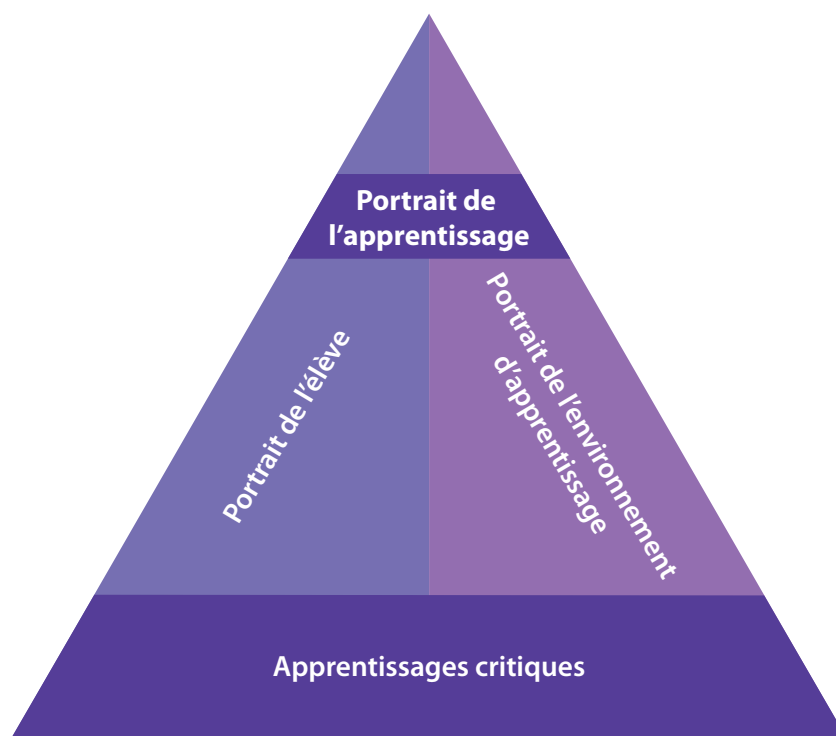 Portrait de
l’apprentissage
Portrait de l’élève
Portrait de l’environnement
d’apprentissage
Apprentissages critiques